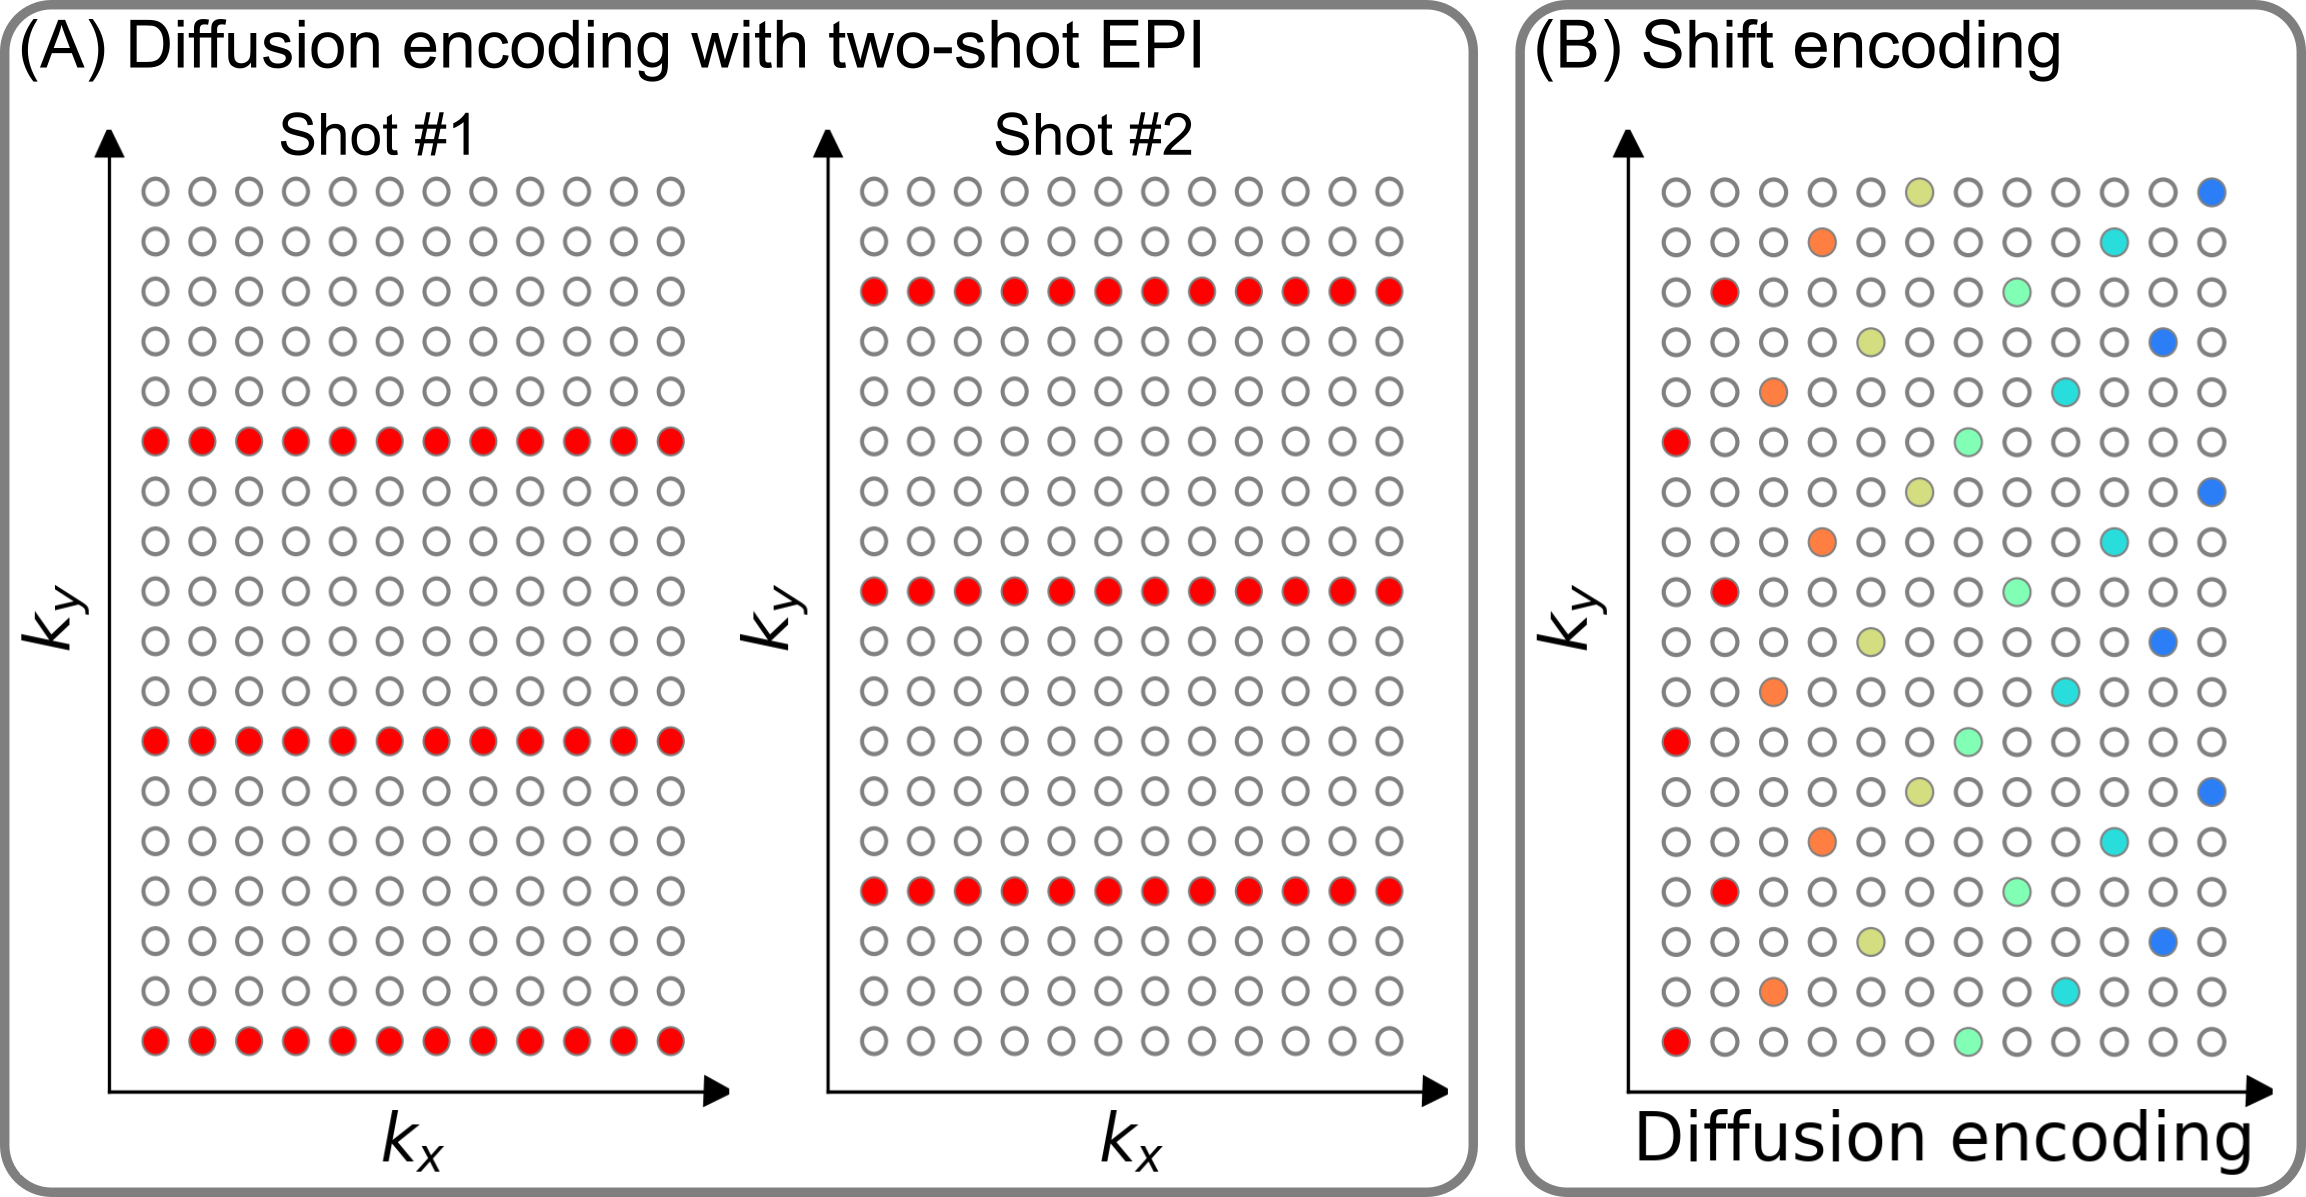 (A) Diffusion encoding with two-shot EPI
Shot #1
Shot #2
ky
kx
ky
kx
(B) Shift encoding
ky
Diffusion encoding